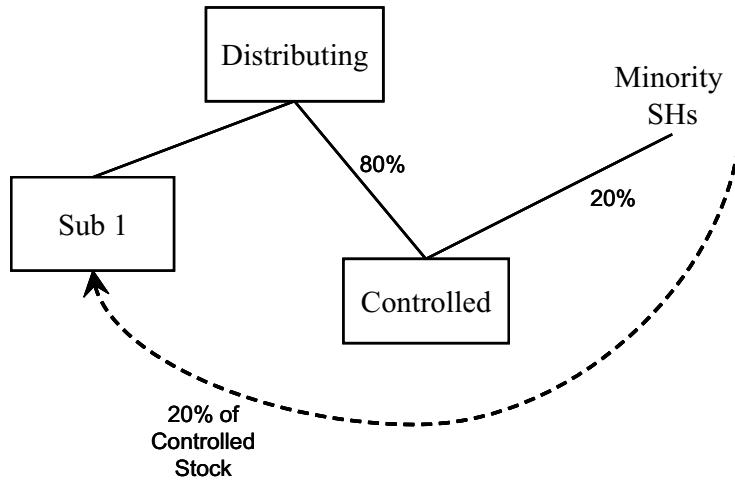 Distributing
Minority
SHs
80%
20%
Sub 1
Controlled
20% of
Controlled
Stock